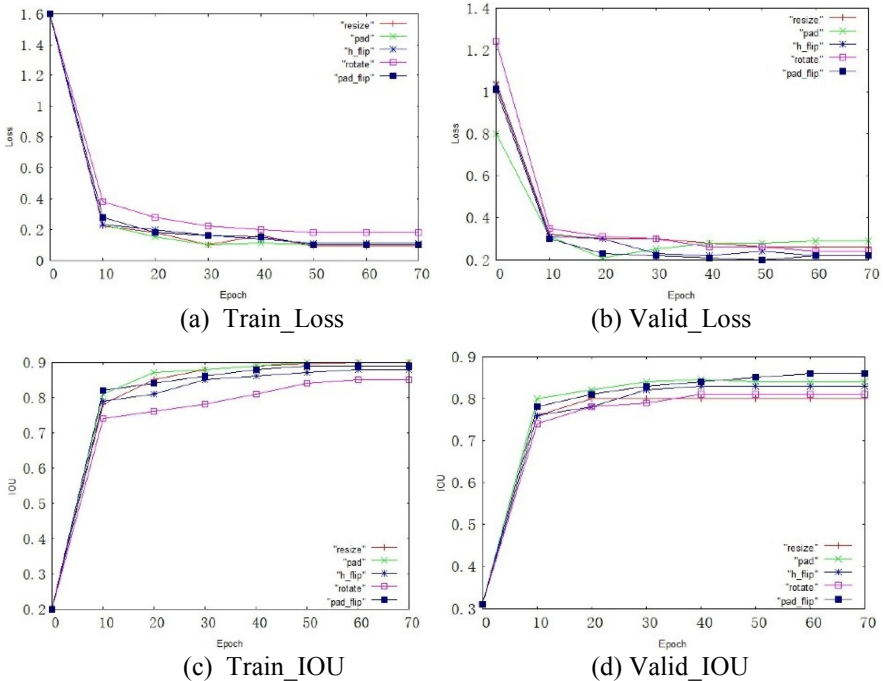 1.6
1.4
1.2
1
0.8
0.6
0.4
0.2
0
Loss
"resize"
"pad"
"h_flip"
"rotate"
"pad_flip"
0 10 20 30 40 50 60 70
Epoch
(a) Train_Loss
1.4
1.2
1
0.8
0.6
0.4
0.2
Loss
"resize"
"pad"
"h_flip"
"rotate"
"pad_flip"
0 10 20 30 40 50 60 70
Epoch
(b) Valid_Loss
0.9
0.8
0.7
0.6
0.5
0.4
0.3
0.2
IOU
"resize"
"pad"
"h_flip"
"rotate"
"pad_flip"
0 10 20 30 40 50 60 70
Epoch
(c) Train_IOU
0.9
0.8
0.7
0.6
0.5
0.4
0.3
IOU
"resize"
"pad"
"h_flip"
"rotate"
"pad_flip"
0 10 20 30 40 50 60 70
Epoch
(d) Valid_IOU